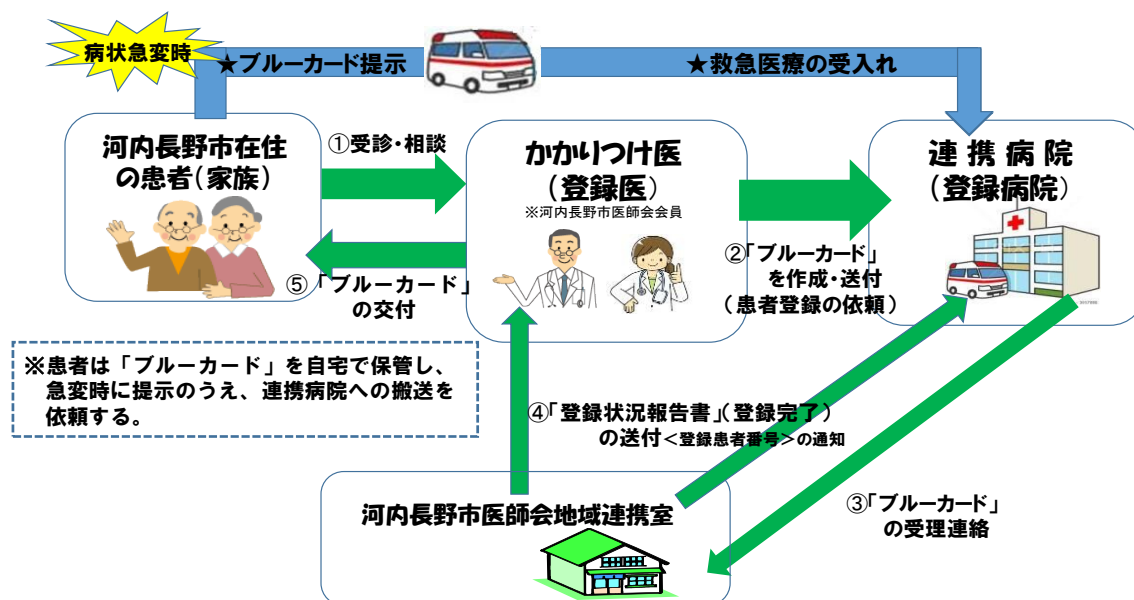 病状急変時
★ブルーカード提示
★救急医療の受入れ
河内長野市在住
の患者(家族)
①受診・相談
かかりつけ医
(登録医)
※河内長野市医師会会員
連携病院
(登録病院)
②「ブルーカード」
を作成・送付
(患者登録の依頼)
⑤「ブルーカード」
の交付
※患者は「ブルーカード」を自宅で保管し、
急変時に提示のうえ、連携病院への搬送を
依頼する。
④「登録状況報告書」(登録完了)
の送付<登録患者番号>の通知
③「ブルーカード」
の受理連絡
河内長野市医師会地域連携室